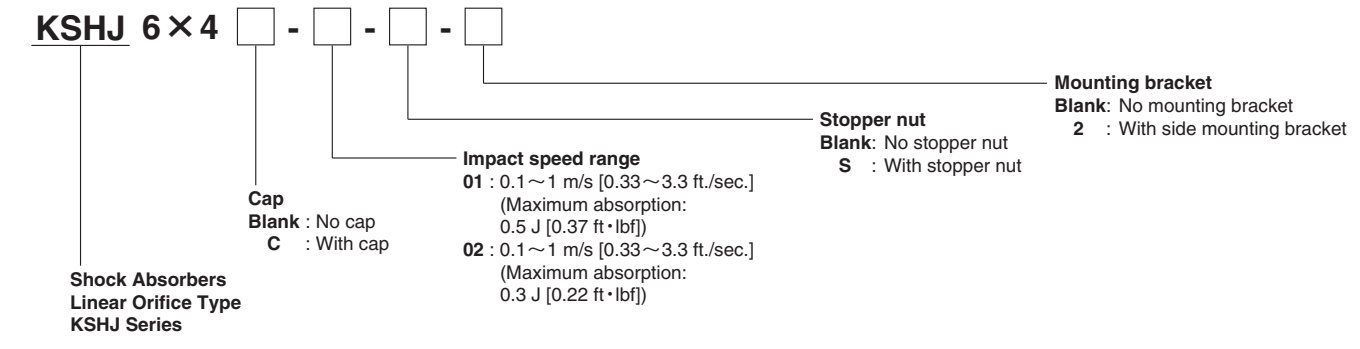 KSHJ 6×4 □ - □ - □ - □
Mounting bracket
Blank: No mounting bracket
2 : With side mounting bracket
Stopper nut
Blank: No stopper nut
S : With stopper nut
Impact speed range
01 : 0.1～1 m/s [0.33～3.3 ft./sec.]
(Maximum absorption:
0.5 J [0.37 ft･lbf])
02 : 0.1～1 m/s [0.33～3.3 ft./sec.]
(Maximum absorption:
0.3 J [0.22 ft･lbf])
Cap
Blank : No cap
C : With cap
Shock Absorbers
Linear Orifice Type
KSHJ Series